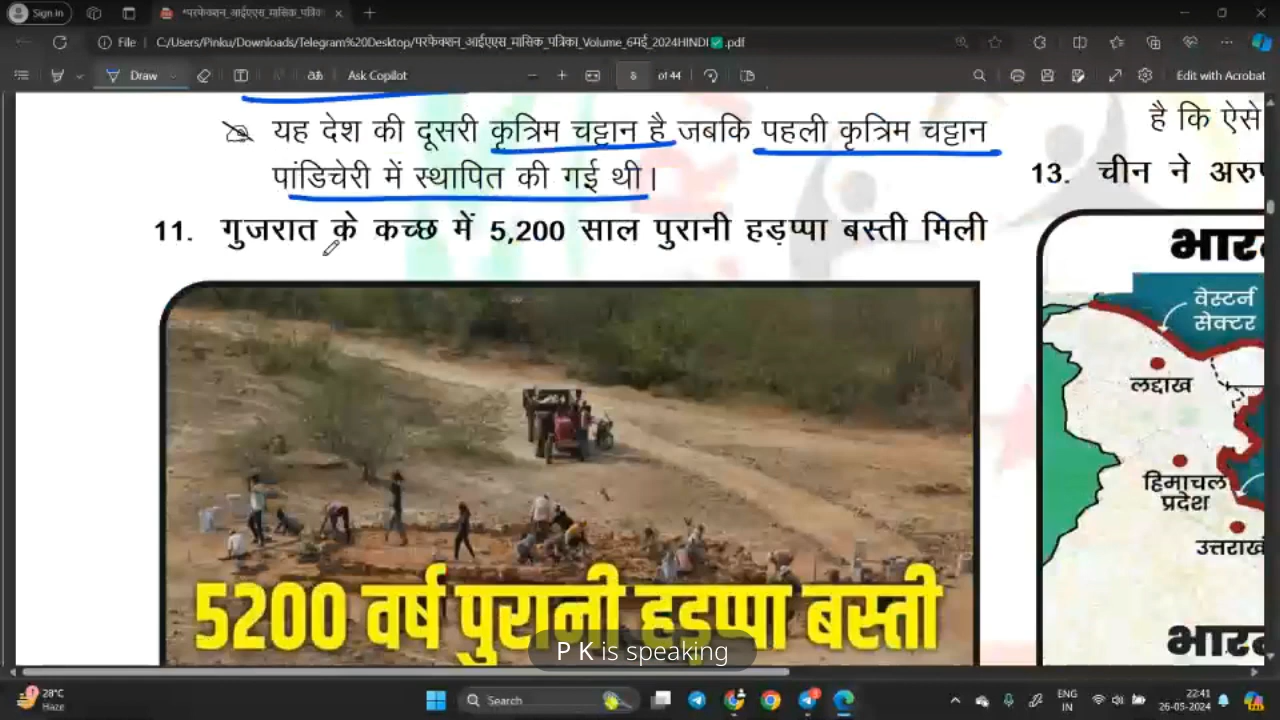 Sign in
*परफेक्शन_आईएएस_मासिक_पत्रिका
File
C:/Users/Pinku/Downloads/Telegram%20Desktop/परफेक्शन_आईएएस_मासिक_पत्रिका_Volume_6मई_2024HINDI✅.pdf
Draw
Ask Copilot
8 of 44
Edit with Acrobat
यह देश की दूसरी कृत्रिम चट्टान है जबकि पहली कृत्रिम चट्टान
पांडिचेरी में स्थापित की गई थी।
11. गुजरात के कच्छ में 5,200 साल पुरानी हड़प्पा बस्ती मिली
5200 वर्ष पुरानी हड़प्पा बस्ती
है कि ऐसे
13. चीन ने
वेस्टर्न
सेक्टर
लद्दाख
हिमाचल
प्रदेश
P K is speaking
28°C
Haze
Search
ENG
IN
22:41
26-05-2024